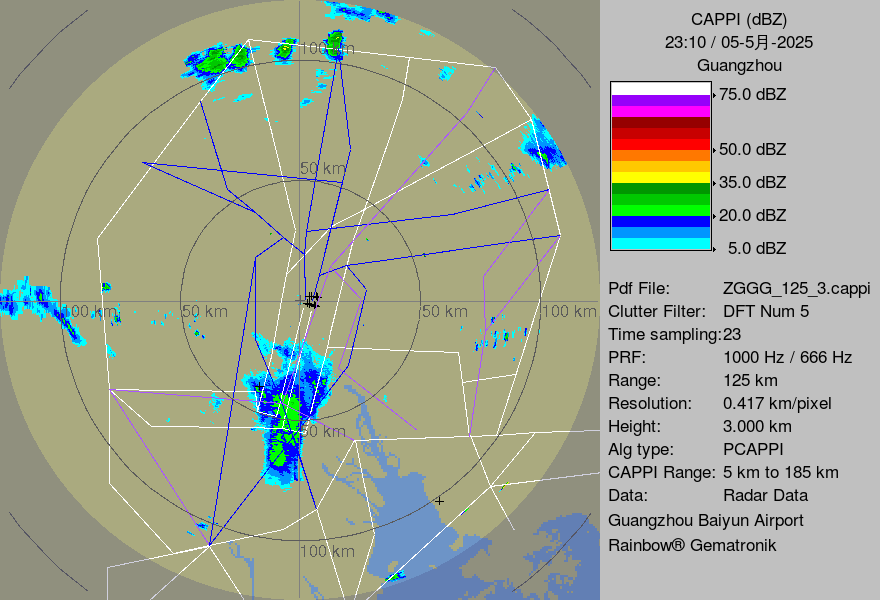 CAPPI (dBZ)
23:10 / 05-5月-2025
Guangzhou
75.0 dBZ
50.0 dBZ
35.0 dBZ
20.0 dBZ
5.0 dBZ
Pdf File: ZGGG_125_3.cappi
Clutter Filter: DFT Num 5
Time sampling:23
PRF: 1000 Hz / 666 Hz
Range: 125 km
Resolution: 0.417 km/pixel
Height: 3.000 km
Alg type: PCAPPI
CAPPI Range: 5 km to 185 km
Data: Radar Data
Guangzhou Baiyun Airport
Rainbow® Gematronik
100 km
50 km
100 km
50 km
50 km
100 km
50 km
100 km